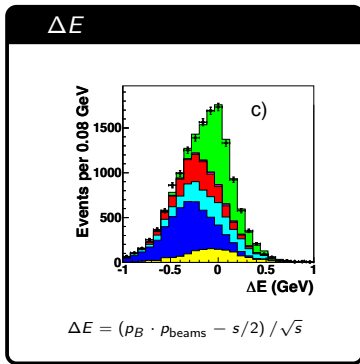 ΔE
c)
Events per 0.08 GeV
1500
1000
500
0
-1 -0.5 0 0.5 1
ΔE (GeV)
ΔE = (p_B · p_beams − s/2) /√s